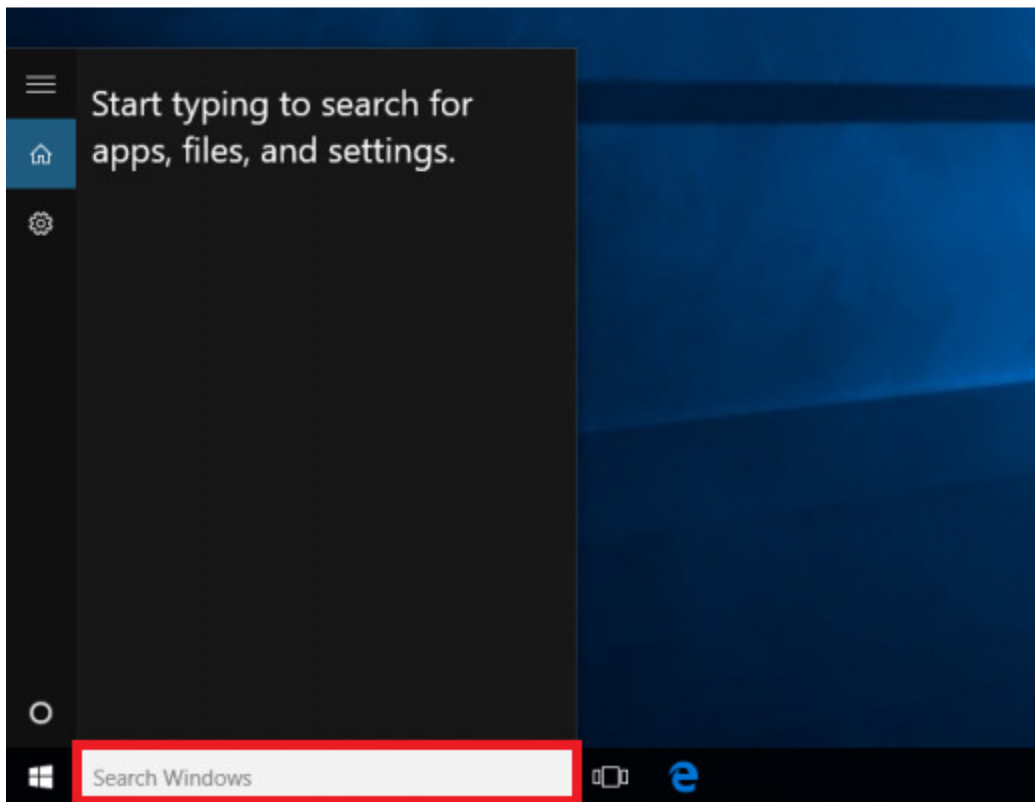 Start typing to search for
apps, files, and settings.
Search Windows